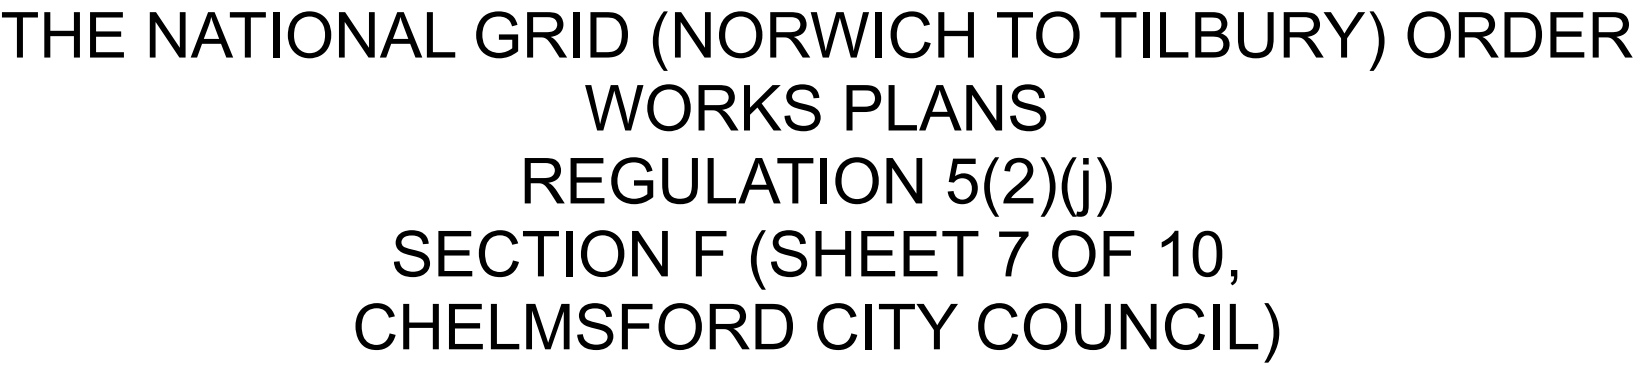 THE NATIONAL GRID (NORWICH TO TILBURY) ORDER
WORKS PLANS
REGULATION 5(2)(j)
SECTION F (SHEET 7 OF 10,
CHELMSFORD CITY COUNCIL)